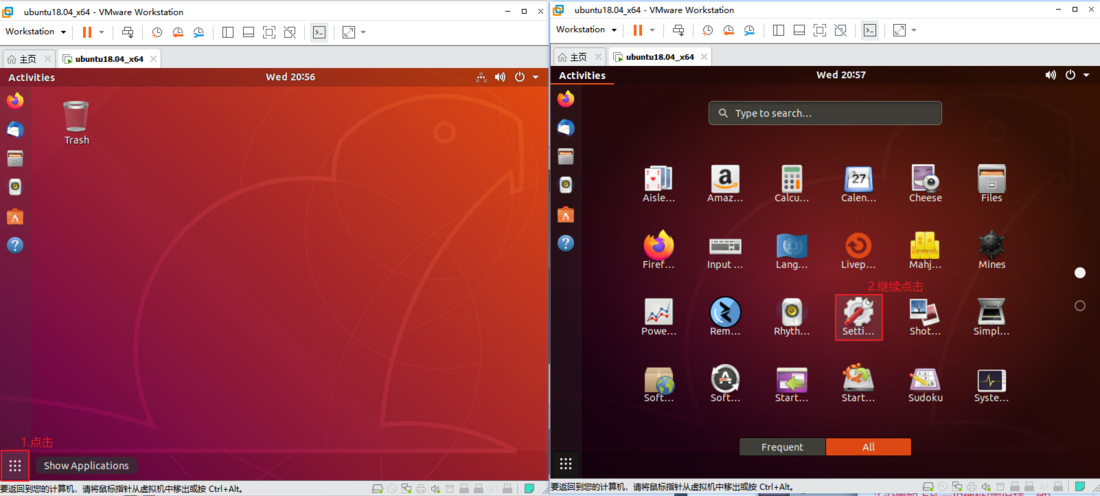 ubuntu18.04_x64 - VMware Workstation
Workstation
主页
ubuntu18.04_x64
Activities
Wed 20:56
Trash
1.点击
Show Applications
要返回到您的计算机，请将鼠标指针从虚拟机中移出或按 Ctrl+Alt。
ubuntu18.04_x64 - VMware Workstation
Workstation
主页
ubuntu18.04_x64
Activities
Wed 20:57
Type to search...
Aisle... Amaz... Calcu... Calen... Cheese Files
27
Firef... Input ... Lang... Livep... Mahj... Mines
2.继续点击
Powe... Rem... Rhyth... Setti... Shot... Simpl...
Soft... Soft... Start... Start... Sudoku Syste...
Frequent All
要返回到您的计算机，请将鼠标指针从虚拟机中移出或按 Ctrl+Alt。